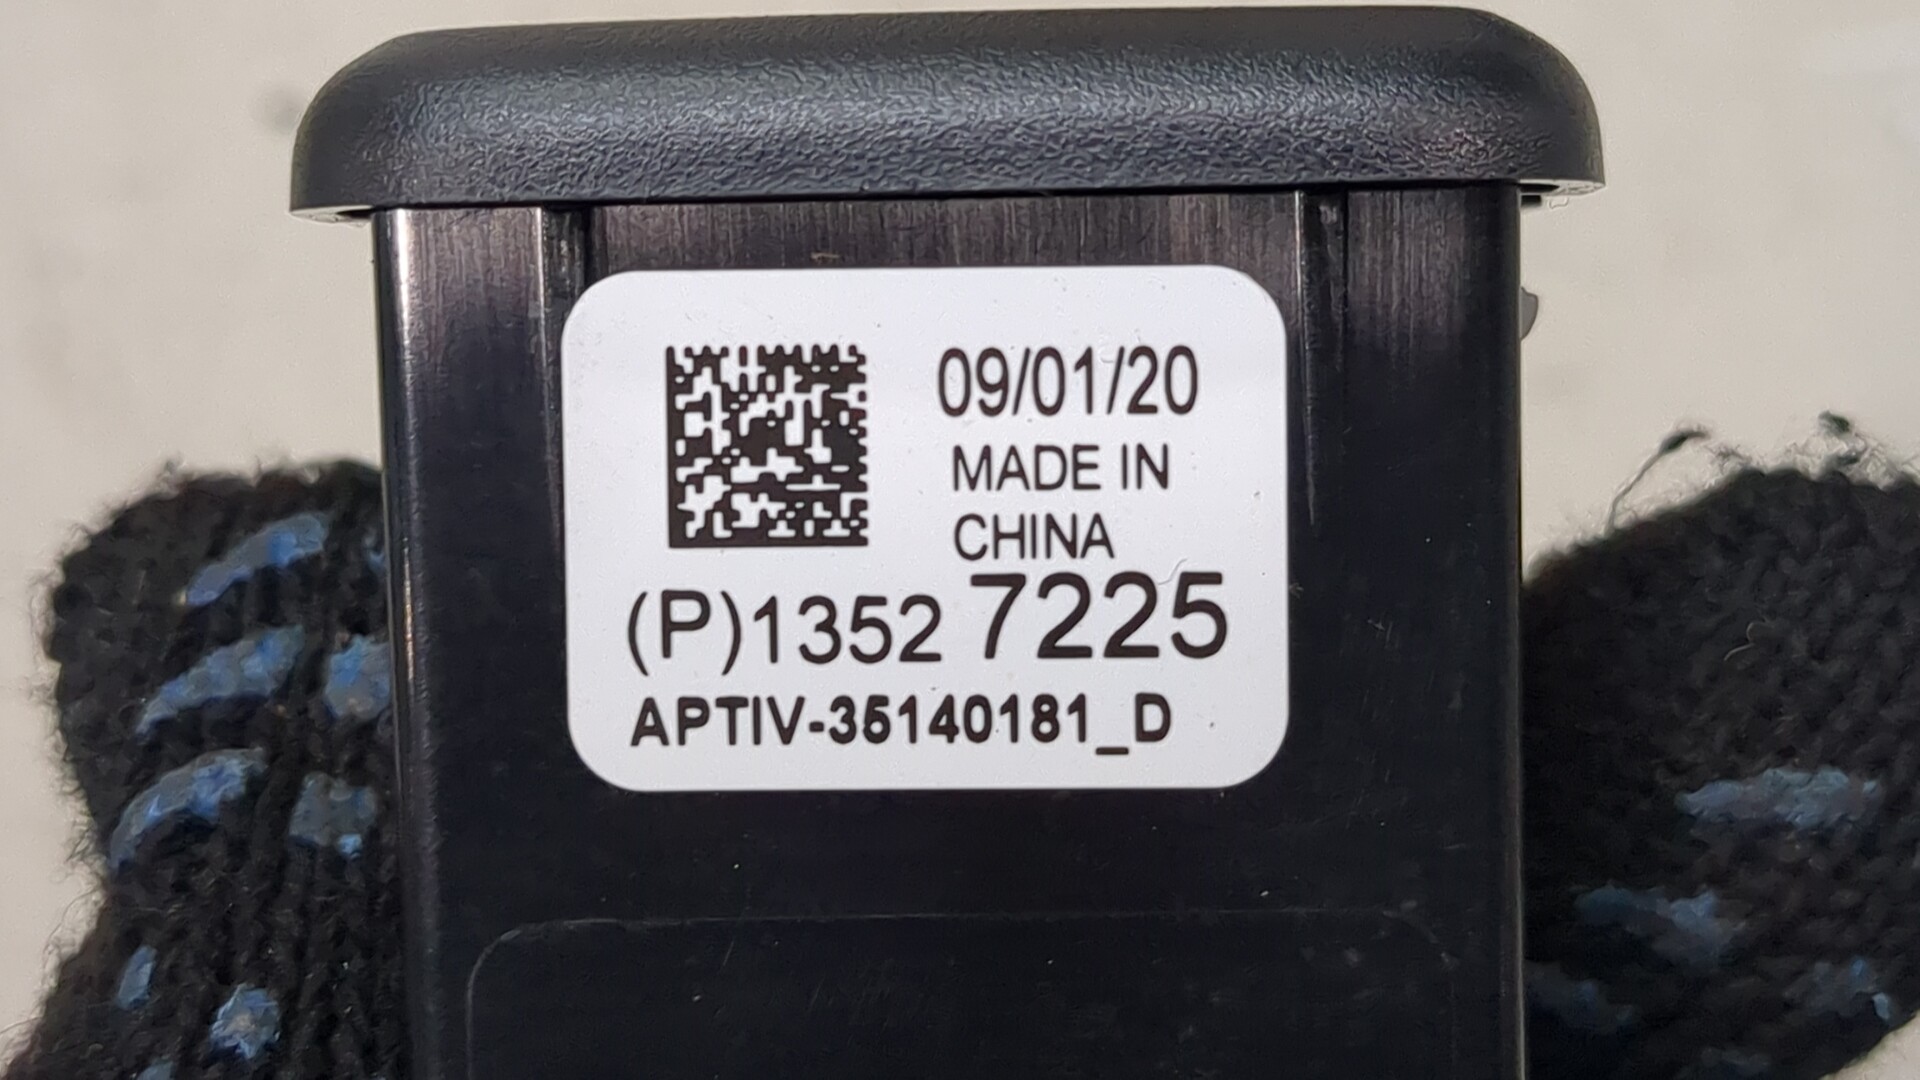 09/01/20
MADE IN
CHINA
(P)1352 7225
APTIV-35140181_D